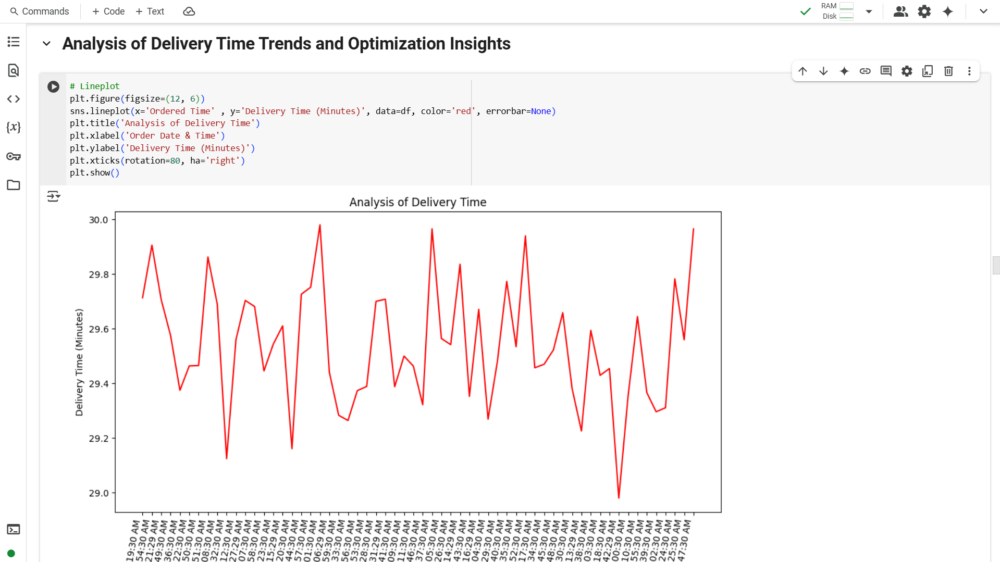 Commands
+ Code
+ Text
RAM
Disk
Analysis of Delivery Time Trends and Optimization Insights
# Lineplot
plt.figure(figsize=(12, 6))
sns.lineplot(x='Ordered Time' , y='Delivery Time (Minutes)', data=df, color='red', errorbar=None)
plt.title('Analysis of Delivery Time')
plt.xlabel('Order Date & Time')
plt.ylabel('Delivery Time (Minutes)')
plt.xticks(rotation=80, ha='right')
plt.show()
Analysis of Delivery Time
30.0
29.8
29.6
29.4
29.2
29.0
Delivery Time (Minutes)
19:30 AM
54:30 AM
21:29 AM
49:30 AM
36:30 AM
22:30 AM
50:30 AM
51:30 AM
08:30 AM
32:30 AM
12:30 AM
27:29 AM
07:30 AM
58:30 AM
23:30 AM
15:29 AM
20:30 AM
44:30 AM
57:30 AM
01:30 AM
06:29 AM
59:30 AM
33:30 AM
56:30 AM
53:30 AM
28:30 AM
31:29 AM
41:30 AM
09:30 AM
11:30 AM
46:30 AM
37:30 AM
05:30 AM
26:30 AM
14:29 AM
43:30 AM
16:29 AM
04:30 AM
29:30 AM
40:30 AM
35:30 AM
52:30 AM
17:30 AM
34:30 AM
45:30 AM
48:30 AM
30:30 AM
13:29 AM
38:30 AM
03:30 AM
18:30 AM
42:29 AM
00:30 AM
10:30 AM
55:30 AM
39:30 AM
02:30 AM
24:30 AM
25:30 AM
47:30 AM